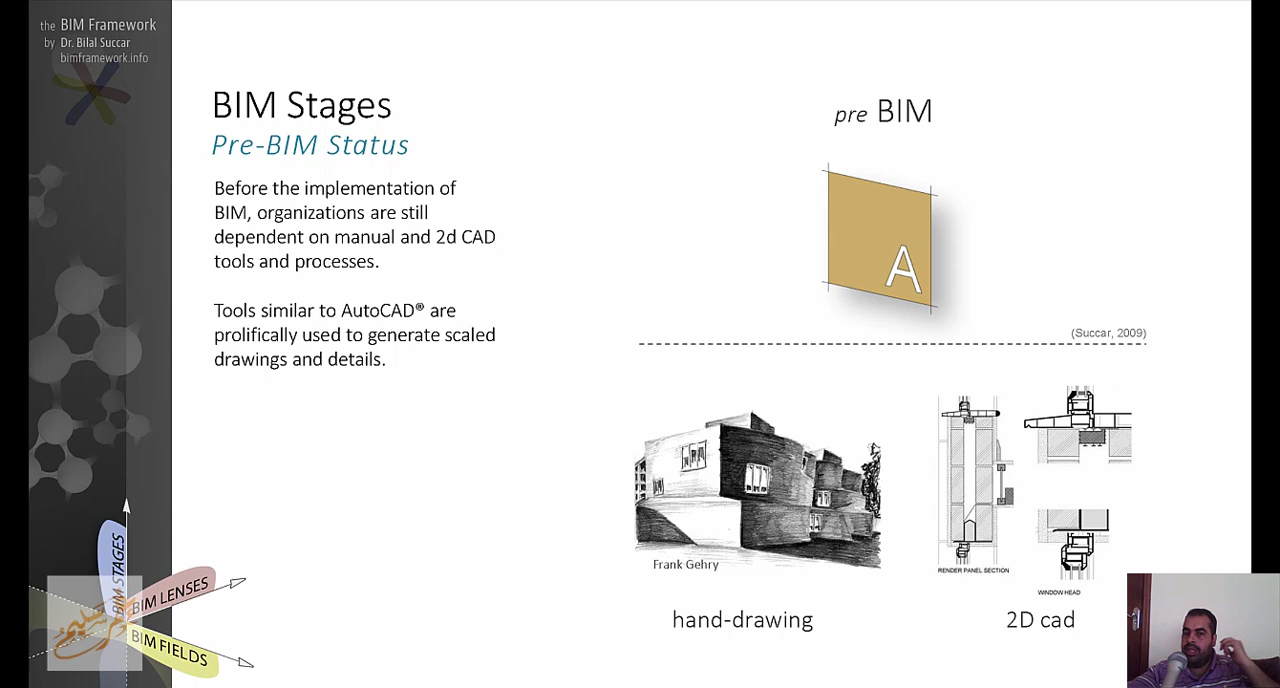 the BIM Framework
by Dr. Bilal Succar
bimframework.info
BIM Stages
Pre-BIM Status
Before the implementation of
BIM, organizations are still
dependent on manual and 2d CAD
tools and processes.
Tools similar to AutoCAD® are
prolifically used to generate scaled
drawings and details.
pre BIM
A
(Succar, 2009)
Frank Gehry
hand-drawing
RENDER PANEL SECTION
WINDOW HEAD
2D cad
BIM STAGES
BIM LENSES
BIM FIELDS